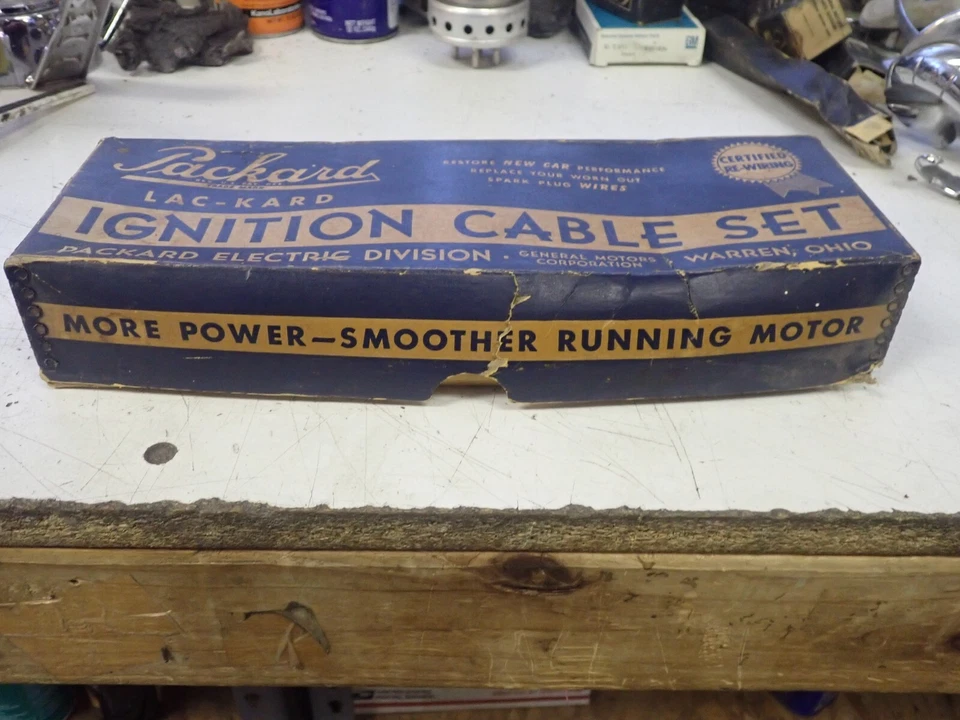 GM
Packard
LAC-KARD
RESTORE NEW CAR PERFORMANCE
REPLACE YOUR WORN OUT
SPARK PLUG WIRES
CERTIFIED
RE-WIRING
IGNITION CABLE SET
PACKARD ELECTRIC DIVISION • GENERAL MOTORS CORPORATION WARREN, OHIO
MORE POWER—SMOOTHER RUNNING MOTOR